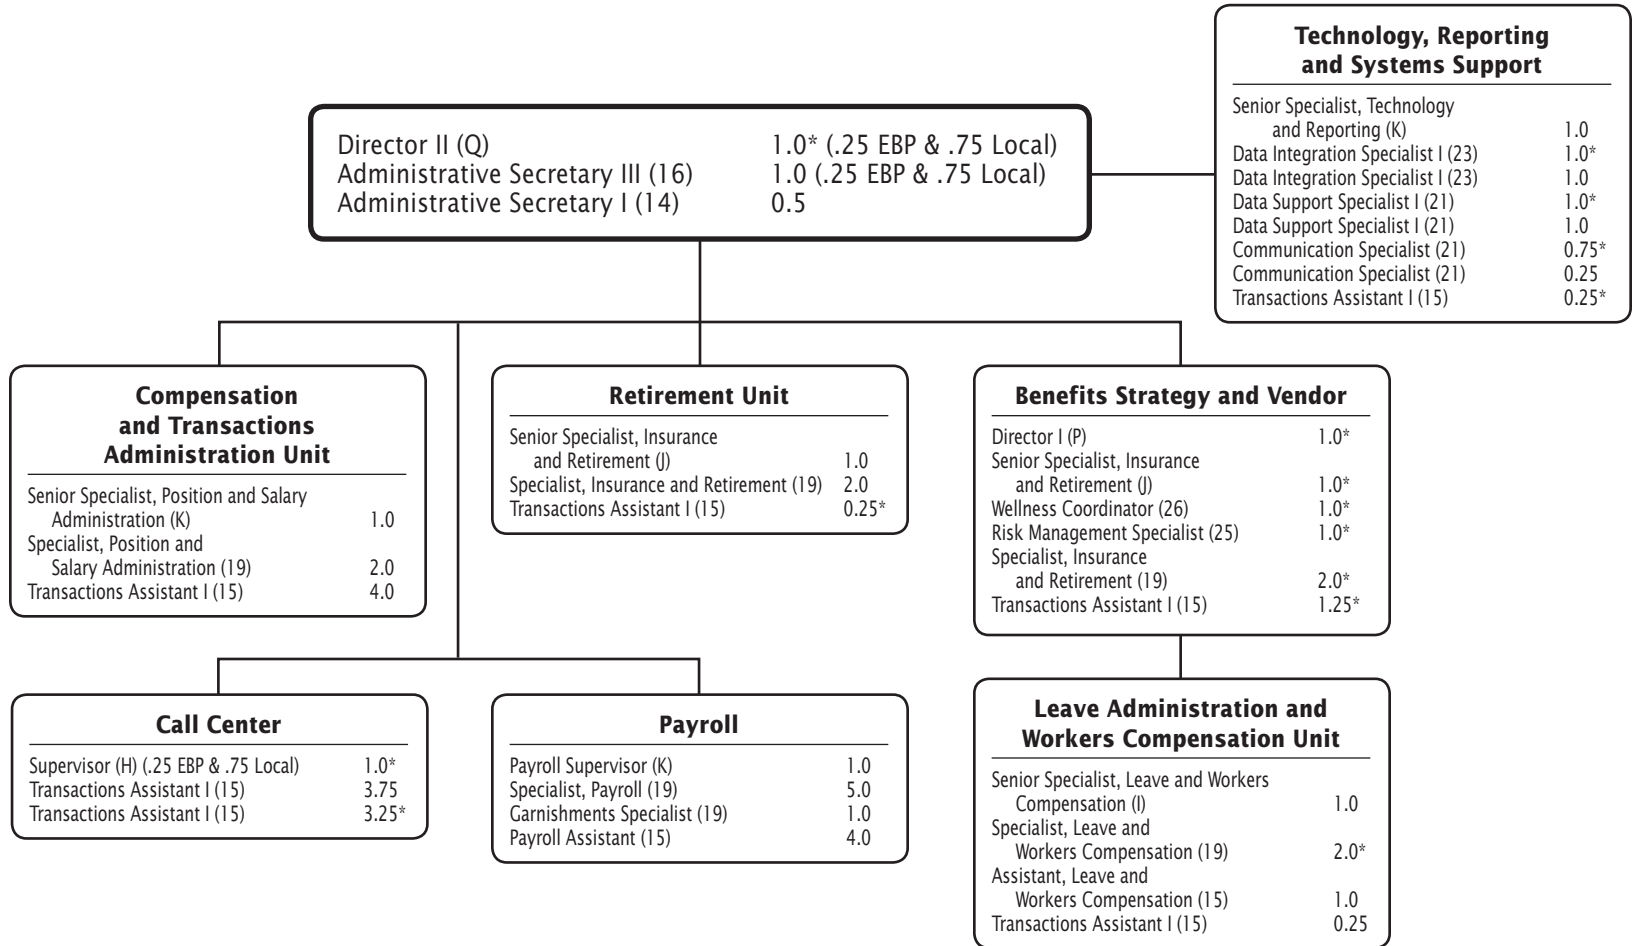 Technology, Reporting
and Systems Support
Senior Specialist, Technology
and Reporting (K) 1.0
Data Integration Specialist I (23) 1.0*
Data Integration Specialist I (23) 1.0
Data Support Specialist I (21) 1.0*
Data Support Specialist I (21) 1.0
Communication Specialist (21) 0.75*
Communication Specialist (21) 0.25
Transactions Assistant I (15) 0.25*
Director II (Q) 1.0* (.25 EBP & .75 Local)
Administrative Secretary III (16) 1.0 (.25 EBP & .75 Local)
Administrative Secretary I (14) 0.5
Compensation
and Transactions
Administration Unit
Senior Specialist, Position and Salary
Administration (K) 1.0
Specialist, Position and
Salary Administration (19) 2.0
Transactions Assistant I (15) 4.0
Retirement Unit
Senior Specialist, Insurance
and Retirement (J) 1.0
Specialist, Insurance and Retirement (19) 2.0
Transactions Assistant I (15) 0.25*
Benefits Strategy and Vendor
Director I (P) 1.0*
Senior Specialist, Insurance
and Retirement (J) 1.0*
Wellness Coordinator (26) 1.0*
Risk Management Specialist (25) 1.0*
Specialist, Insurance
and Retirement (19) 2.0*
Transactions Assistant I (15) 1.25*
Call Center
Supervisor (H) (.25 EBP & .75 Local) 1.0*
Transactions Assistant I (15) 3.75
Transactions Assistant I (15) 3.25*
Payroll
Payroll Supervisor (K) 1.0
Specialist, Payroll (19) 5.0
Garnishments Specialist (19) 1.0
Payroll Assistant (15) 4.0
Leave Administration and
Workers Compensation Unit
Senior Specialist, Leave and Workers
Compensation (I) 1.0
Specialist, Leave and
Workers Compensation (19) 2.0*
Assistant, Leave and
Workers Compensation (15) 1.0
Transactions Assistant I (15) 0.25